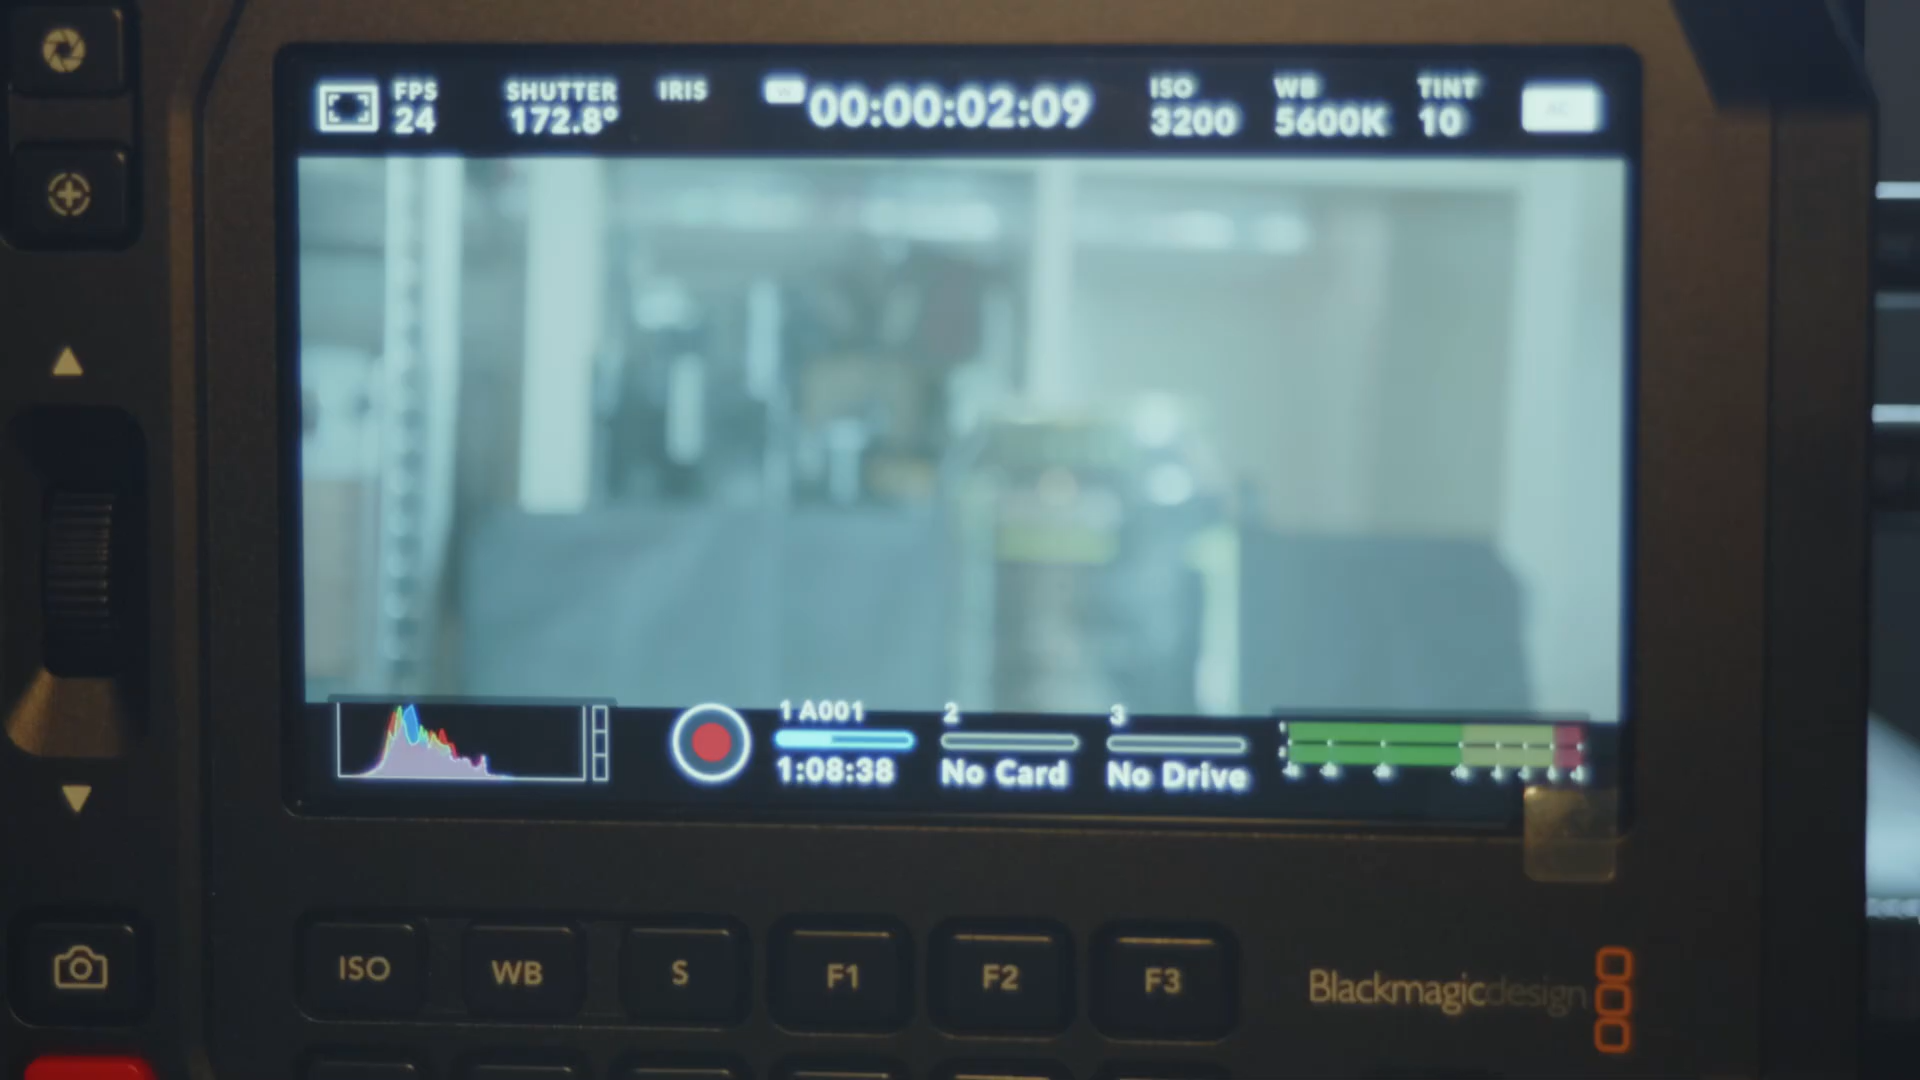 FPS SHUTTER IRIS 00:00:02:09 ISO WB TINT
24 172.8° 3200 5600K 10
1 A001 2 3
1:08:38 No Card No Drive
ISO WB S F1 F2 F3
Blackmagicdesign